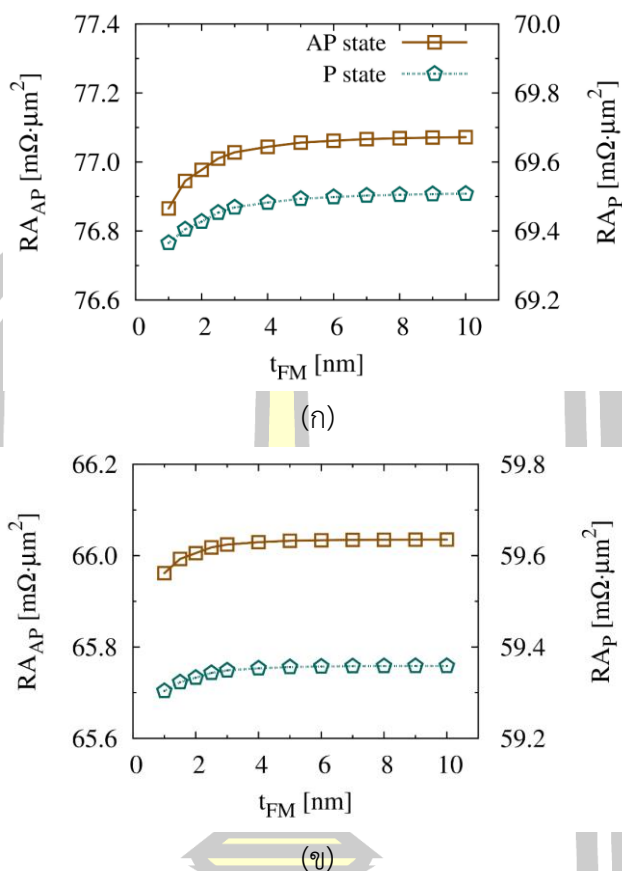 77.4
77.2
77.0
76.8
76.6
RA_AP [mΩ·μm²]
AP state
P state
70.0
69.8
69.6
69.4
69.2
RA_P [mΩ·μm²]
0 2 4 6 8 10
t_FM [nm]
(ก)
66.2
66.0
65.8
65.6
RA_AP [mΩ·μm²]
59.8
59.6
59.4
59.2
RA_P [mΩ·μm²]
0 2 4 6 8 10
t_FM [nm]
(ข)